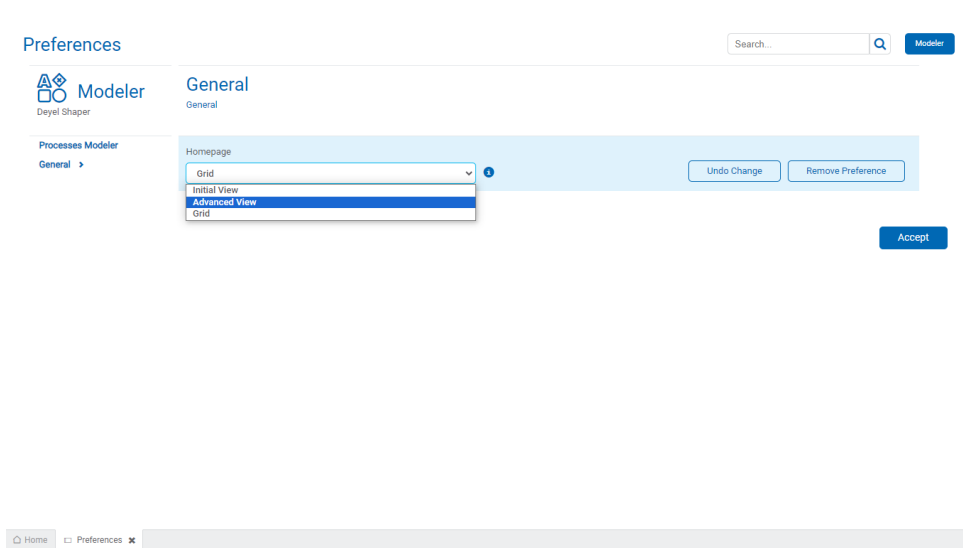 Preferences
Search...
Modeler
Modeler
Deyel Shaper
General
General
Processes Modeler
General
Homepage
Grid
Undo Change
Remove Preference
Initial View
Advanced View
Grid
Accept
Home
Preferences